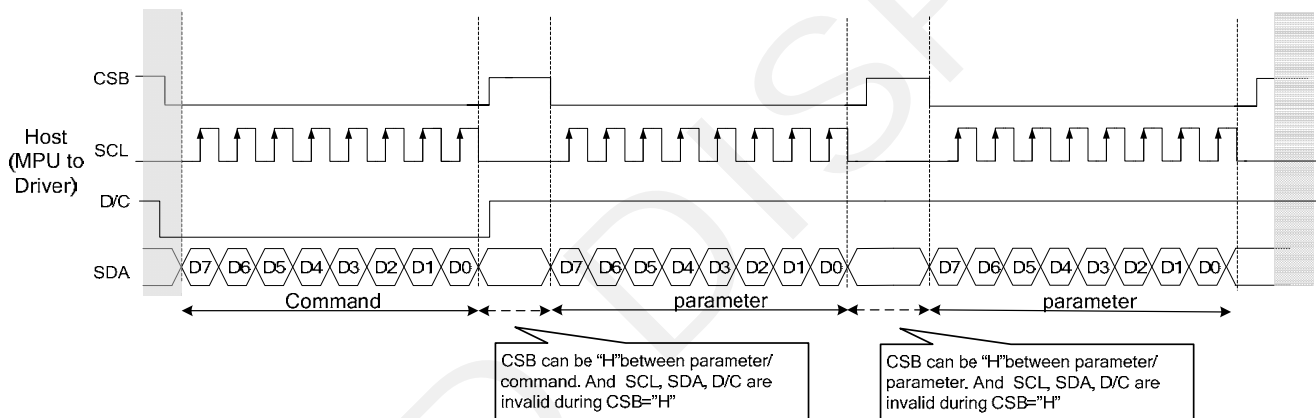 CSB
Host
(MPU to
Driver)
SCL
D/C
SDA
D7 D6 D5 D4 D3 D2 D1 D0
D7 D6 D5 D4 D3 D2 D1 D0
D7 D6 D5 D4 D3 D2 D1 D0
Command
parameter
parameter
CSB can be “H”between parameter/
command. And SCL, SDA, D/C are
invalid during CSB=”H”
CSB can be “H”between parameter/
parameter. And SCL, SDA, D/C are
invalid during CSB=”H”
DISP